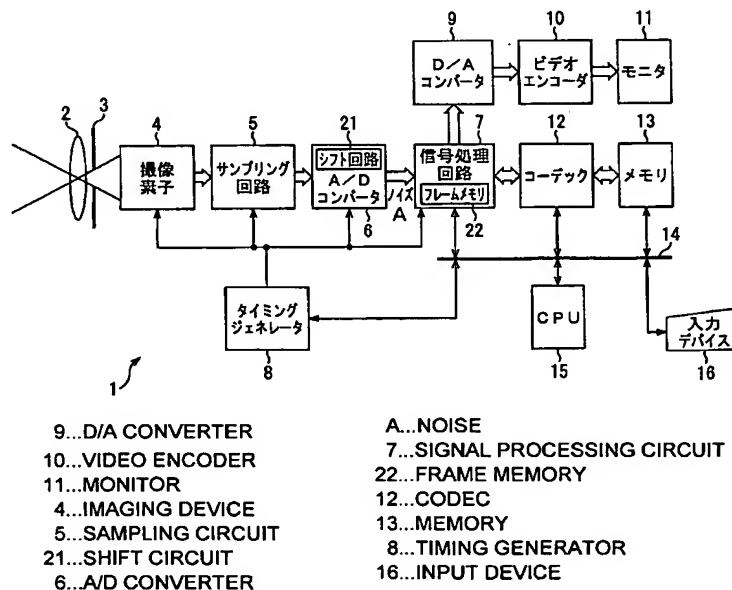 9
10
11
D/A
コンバータ
ビデオ
エンコーダ
モニタ
2
3
4
5
21
7
12
13
撮像
素子
サンプリング
回路
シフト回路
A/D
コンバータ
ノイズ
A
6
信号処理
回路
フレームメモリ
22
コーデック
メモリ
14
タイミング
ジェネレータ
8
CPU
15
入力
デバイス
16
1
9...D/A CONVERTER
10...VIDEO ENCODER
11...MONITOR
4...IMAGING DEVICE
5...SAMPLING CIRCUIT
21...SHIFT CIRCUIT
6...A/D CONVERTER
A...NOISE
7...SIGNAL PROCESSING CIRCUIT
22...FRAME MEMORY
12...CODEC
13...MEMORY
8...TIMING GENERATOR
16...INPUT DEVICE